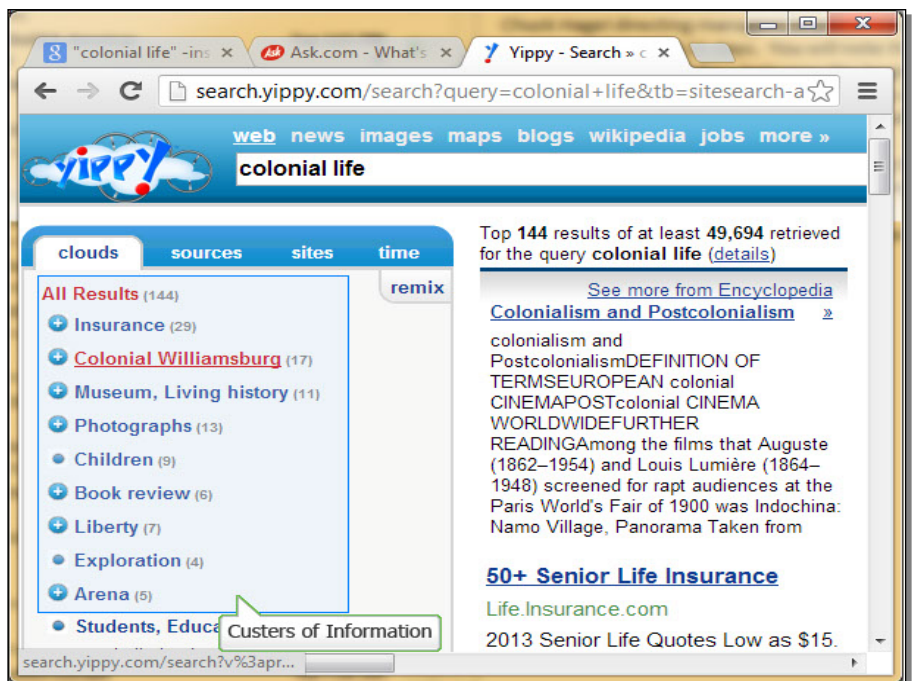 "colonial life" -ins
Ask.com - What's
Yippy - Search » c
search.yippy.com/search?query=colonial+life&tb=sitesearch-a
web news images maps blogs wikipedia jobs more »
yippy!
colonial life
clouds sources sites time
remix
All Results (144)
Insurance (29)
Colonial Williamsburg (17)
Museum, Living history (11)
Photographs (13)
Children (9)
Book review (6)
Liberty (7)
Exploration (4)
Arena (5)
Students, Educa
Custers of Information
search.yippy.com/search?v%3apr...
Top 144 results of at least 49,694 retrieved
for the query colonial life (details)
See more from Encyclopedia
Colonialism and Postcolonialism »
colonialism and
PostcolonialismDEFINITION OF
TERMSEUROPEAN colonial
CINEMAPOSTcolonial CINEMA
WORLDWIDEFURTHER
READINGAmong the films that Auguste
(1862–1954) and Louis Lumière (1864–
1948) screened for rapt audiences at the
Paris World's Fair of 1900 was Indochina:
Namo Village, Panorama Taken from
50+ Senior Life Insurance
Life.Insurance.com
2013 Senior Life Quotes Low as $15.